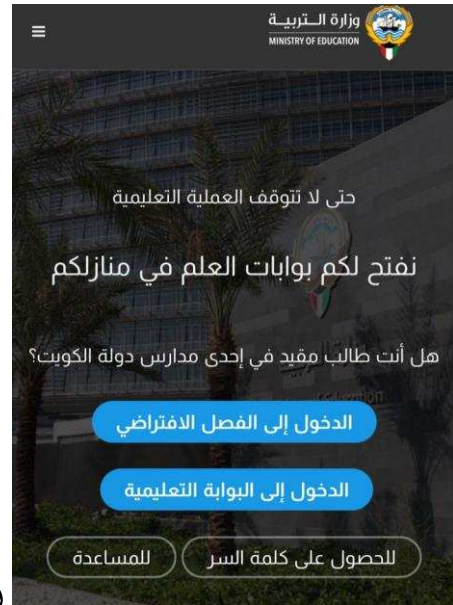 وزارة الـتربيـة
MINISTRY OF EDUCATION
حتى لا تتوقف العملية التعليمية
نفتح لكم بوابات العلم في منازلكم
هل أنت طالب مقيد في إحدى مدارس دولة الكويت؟
الدخول إلى الفصل الافتراضي
الدخول إلى البوابة التعليمية
للحصول على كلمة السر
للمساعدة